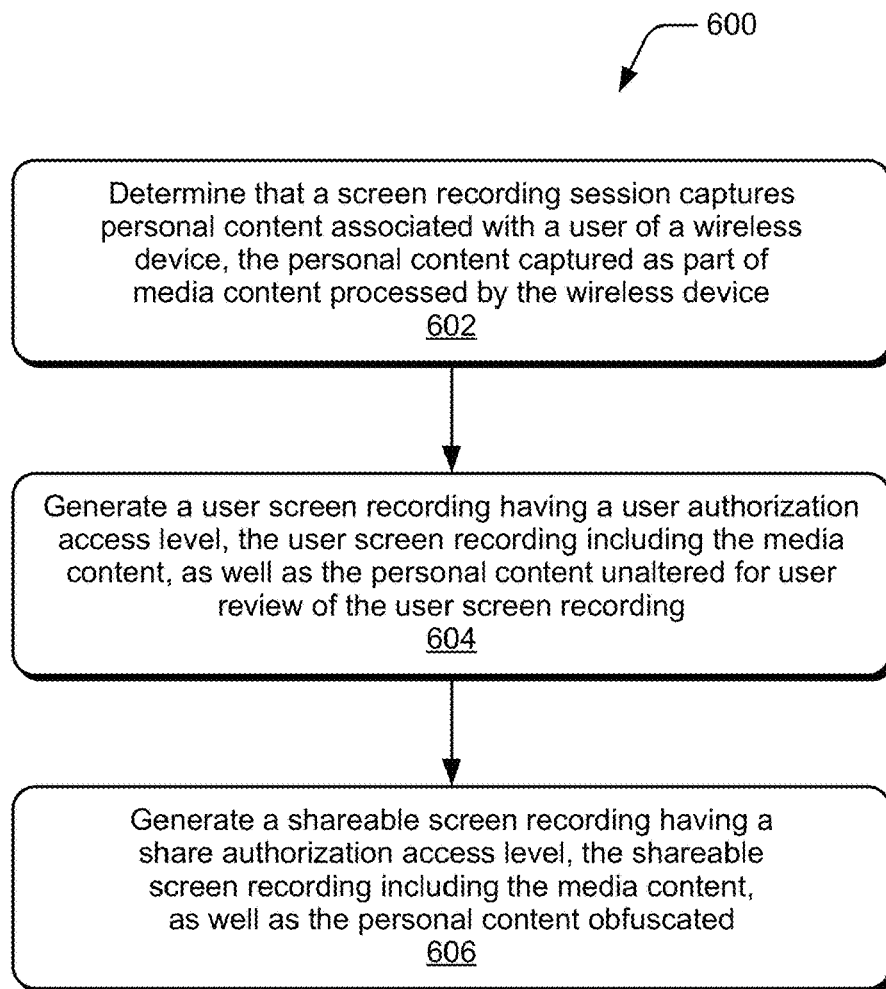 600
Determine that a screen recording session captures
personal content associated with a user of a wireless
device, the personal content captured as part of
media content processed by the wireless device
602
Generate a user screen recording having a user authorization
access level, the user screen recording including the media
content, as well as the personal content unaltered for user
review of the user screen recording
604
Generate a shareable screen recording having a
share authorization access level, the shareable
screen recording including the media content,
as well as the personal content obfuscated
606